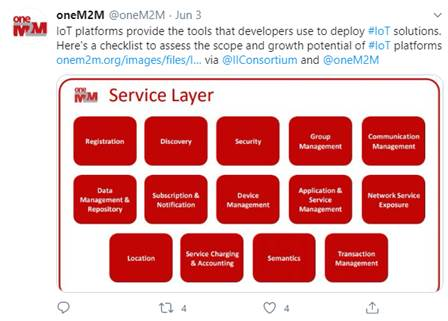 oneM2M @oneM2M · Jun 3
IoT platforms provide the tools that developers use to deploy #IoT solutions.
Here's a checklist to assess the scope and growth potential of #IoT platforms
onem2m.org/images/files/I... via @IIConsortium and @oneM2M
one M2M Service Layer
Registration
Discovery
Security
Group
Management
Communication
Management
Data
Management &
Repository
Subscription &
Notification
Device
Management
Application &
Service
Management
Network Service
Exposure
Location
Service Charging
& Accounting
Semantics
Transaction
Management
4
4